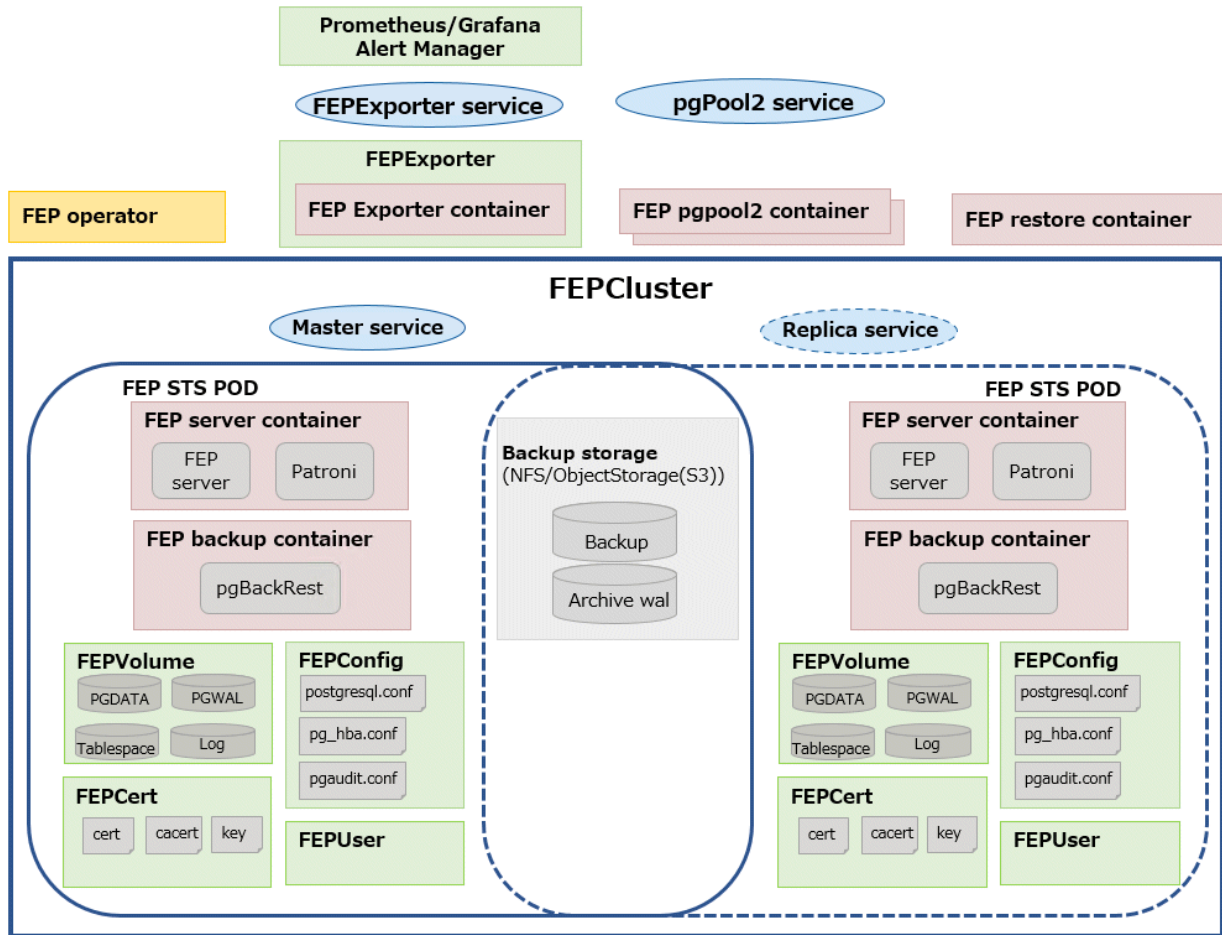 Prometheus/Grafana
Alert Manager
FEPExporter service
pgPool2 service
FEPExporter
FEP Exporter container
FEP operator
FEP pgpool2 container
FEP restore container
FEPCluster
Master service
Replica service
FEP STS POD
FEP server container
FEP
server
Patroni
FEP backup container
pgBackRest
FEPVolume
PGDATA
PGWAL
Tablespace
Log
FEPConfig
postgresql.conf
pg_hba.conf
pgaudit.conf
FEPCert
cert
cacert
key
FEPUser
Backup storage
(NFS/ObjectStorage(S3))
Backup
Archive wal
FEP STS POD
FEP server container
FEP
server
Patroni
FEP backup container
pgBackRest
FEPVolume
PGDATA
PGWAL
Tablespace
Log
FEPConfig
postgresql.conf
pg_hba.conf
pgaudit.conf
FEPCert
cert
cacert
key
FEPUser